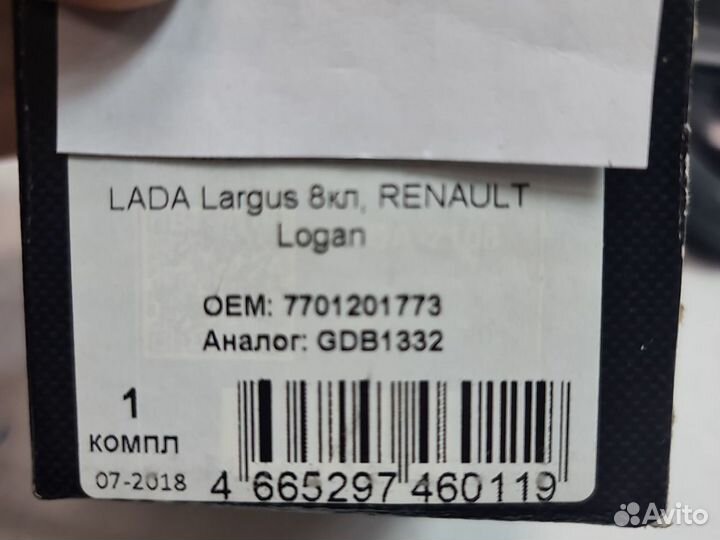 LADA Largus 8кл, RENAULT
Logan
OEM: 7701201773
Аналог: GDB1332
1
компл
07-2018
4 665297 460119
Avito